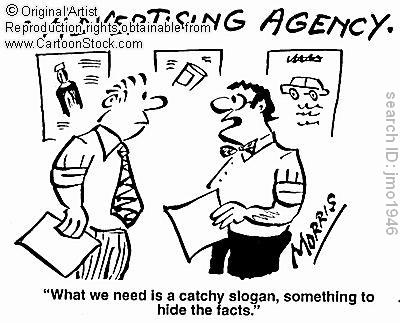 © Original Artist
Reproduction rights obtainable from
www.CartoonStock.com
ADVERTISING AGENCY.
MORRIS
search ID: jmo1946
"What we need is a catchy slogan, something to
hide the facts."